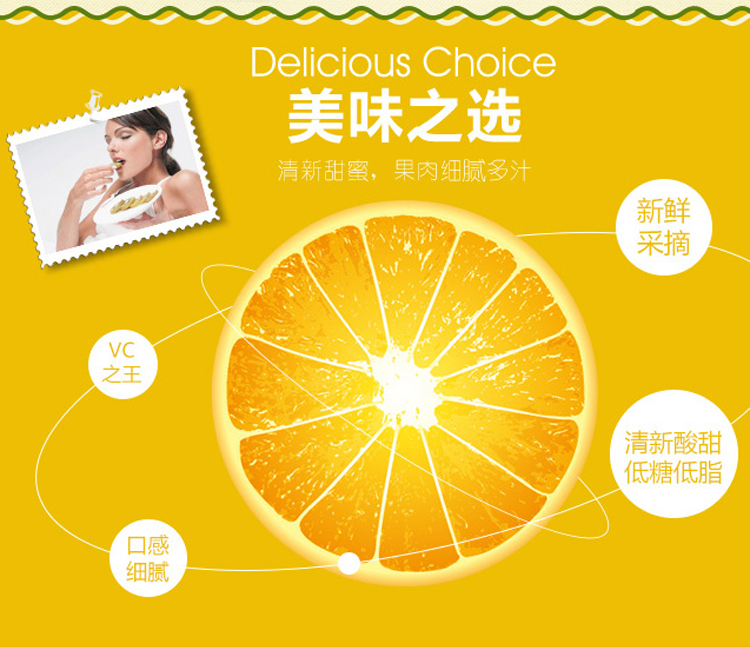 Delicious Choice
美味之选
清新甜蜜，果肉细腻多汁
新鲜
采摘
VC
之王
清新酸甜
低糖低脂
口感
细腻